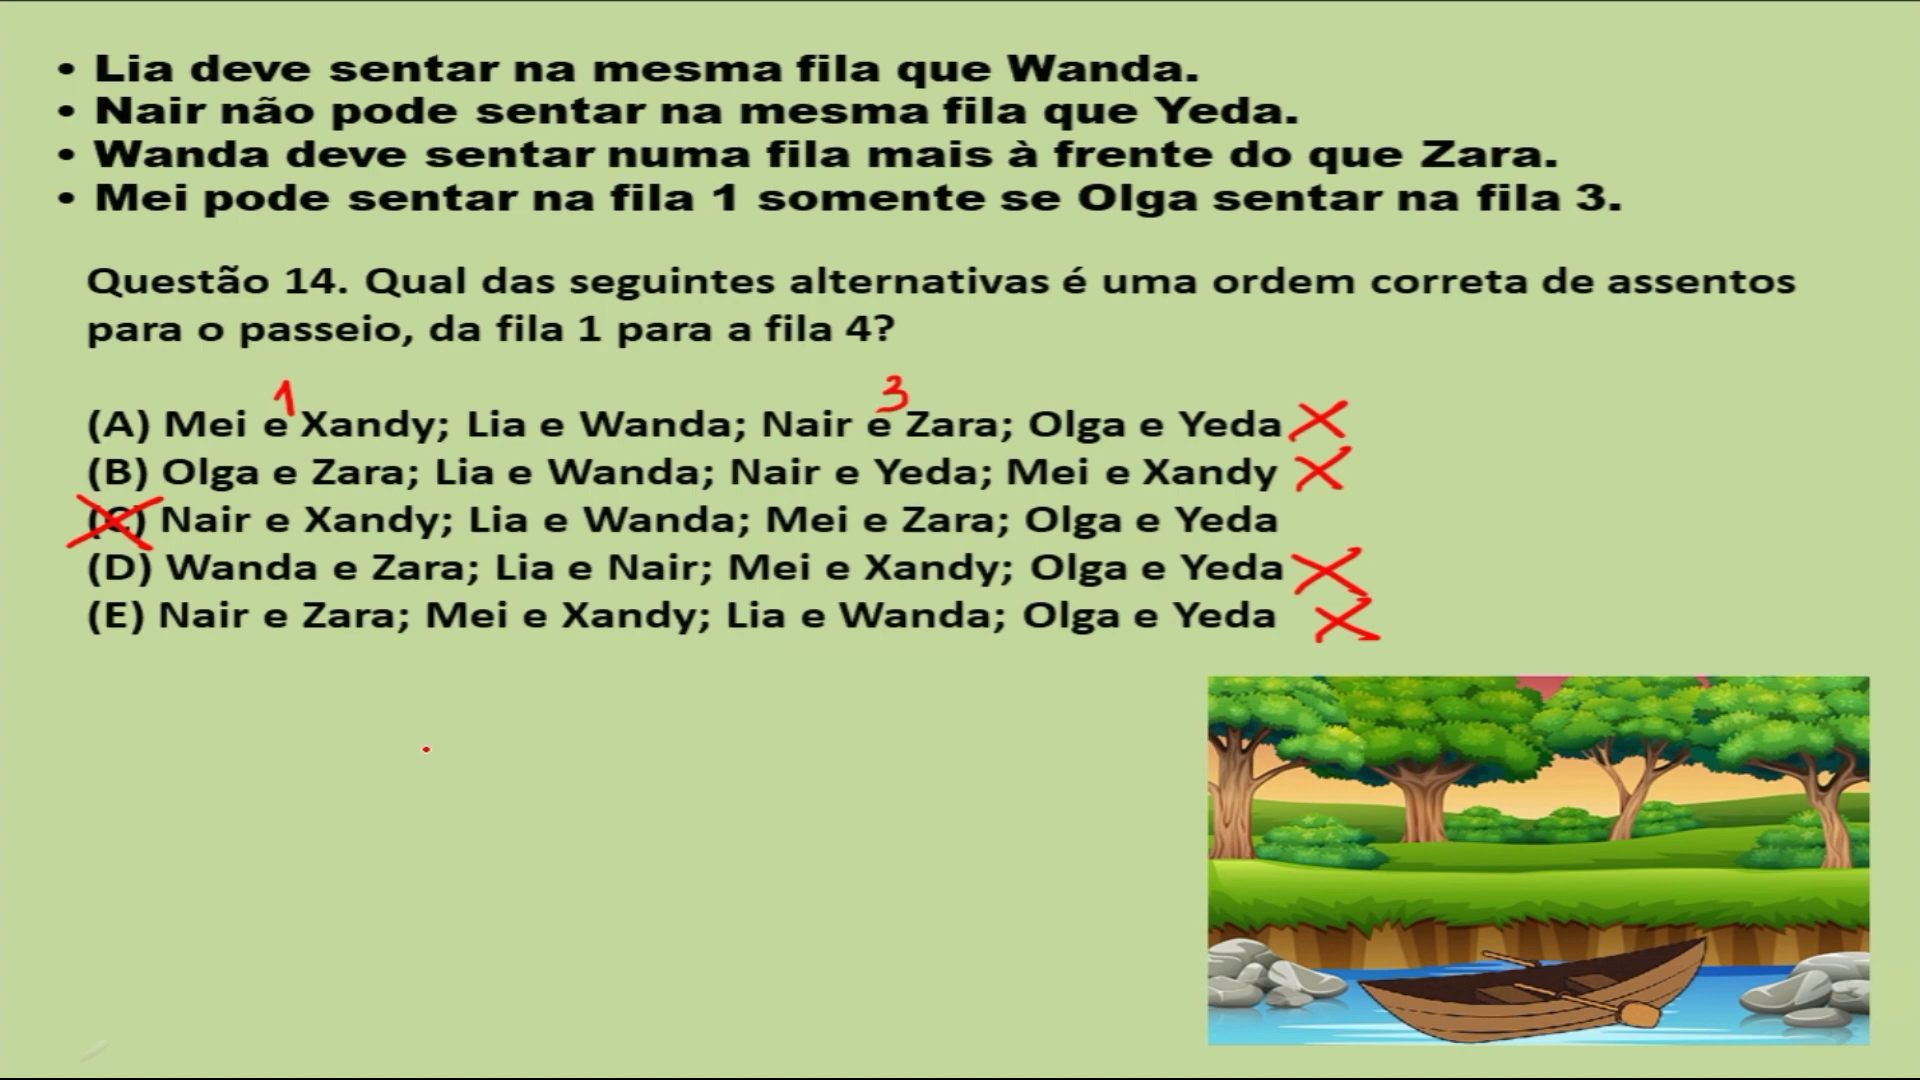 • Lia deve sentar na mesma fila que Wanda.
• Nair não pode sentar na mesma fila que Yeda.
• Wanda deve sentar numa fila mais à frente do que Zara.
• Mei pode sentar na fila 1 somente se Olga sentar na fila 3.
Questão 14. Qual das seguintes alternativas é uma ordem correta de assentos
para o passeio, da fila 1 para a fila 4?
1 3
(A) Mei e Xandy; Lia e Wanda; Nair e Zara; Olga e Yeda
(B) Olga e Zara; Lia e Wanda; Nair e Yeda; Mei e Xandy
(C) Nair e Xandy; Lia e Wanda; Mei e Zara; Olga e Yeda
(D) Wanda e Zara; Lia e Nair; Mei e Xandy; Olga e Yeda
(E) Nair e Zara; Mei e Xandy; Lia e Wanda; Olga e Yeda